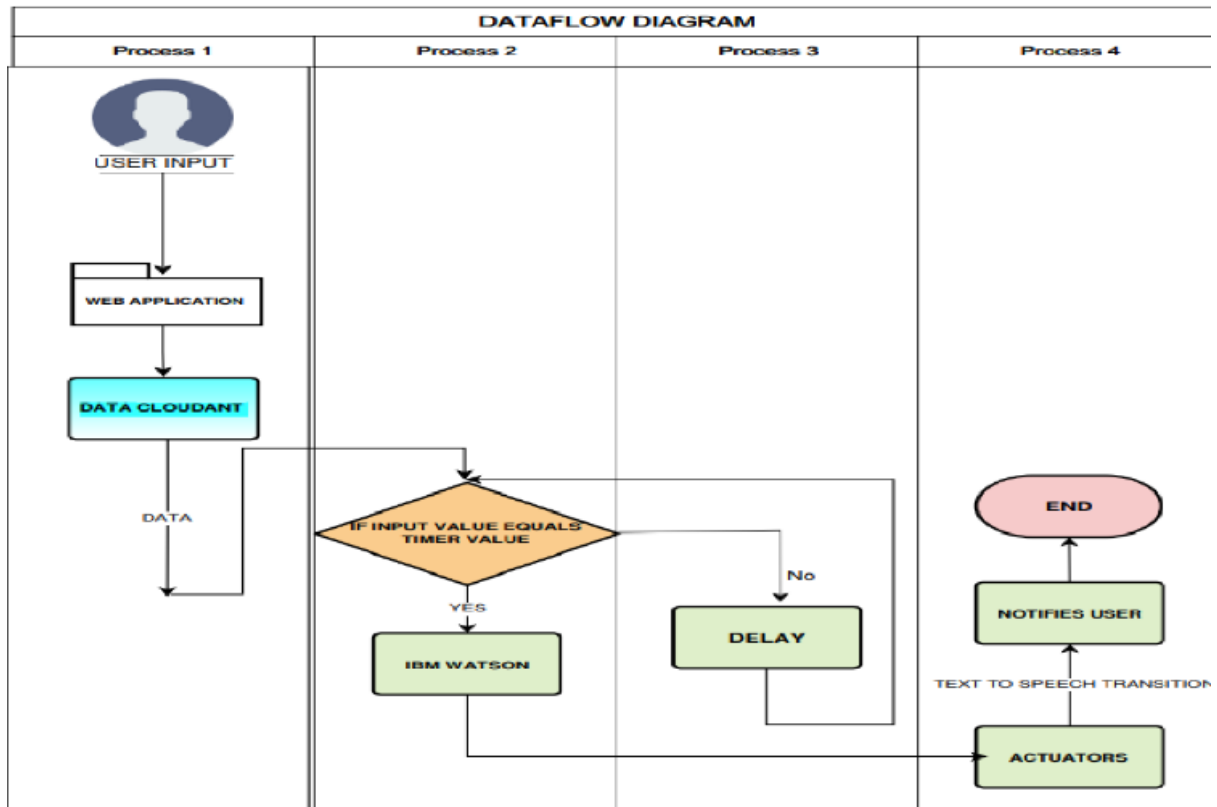 DATAFLOW DIAGRAM
Process 1
Process 2
Process 3
Process 4
USER INPUT
WEB APPLICATION
DATA CLOUDANT
DATA
IF INPUT VALUE EQUALS
TIMER VALUE
YES
IBM WATSON
No
DELAY
END
NOTIFIES USER
TEXT TO SPEECH TRANSITION
ACTUATORS